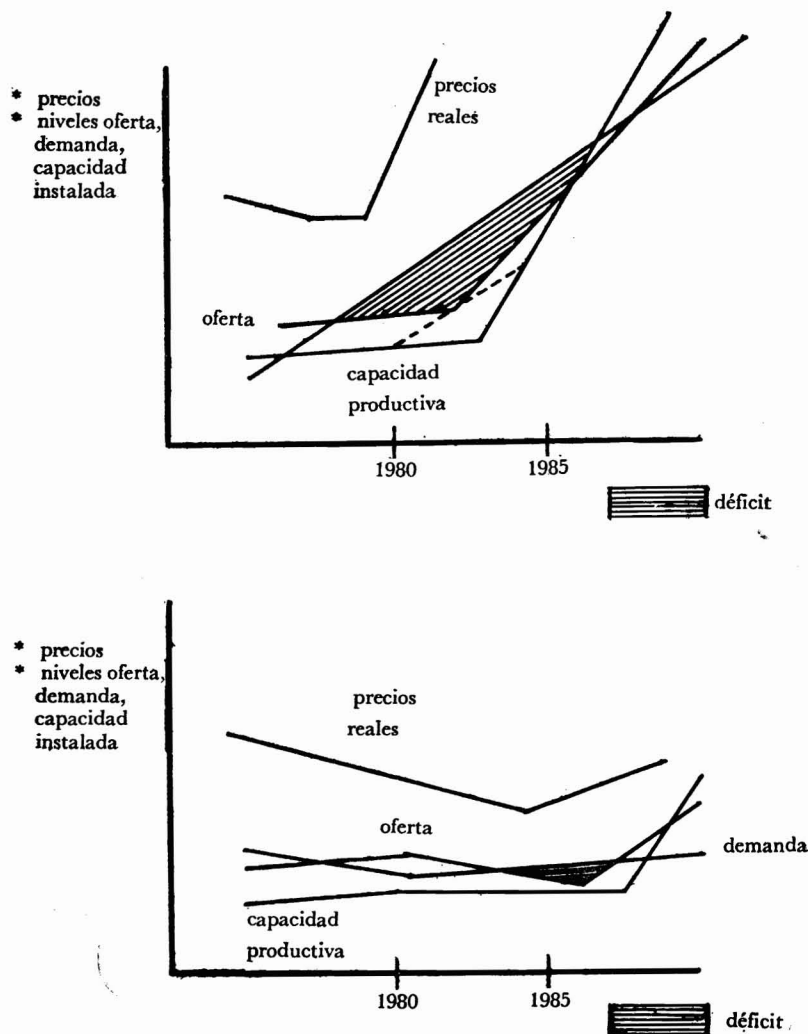 * precios
* niveles oferta,
demanda,
capacidad
instalada
precios
reales
oferta
capacidad
productiva
1980
1985
déficit
* precios
* niveles oferta,
demanda,
capacidad
instalada
precios
reales
oferta
demanda
capacidad
productiva
1980
1985
déficit